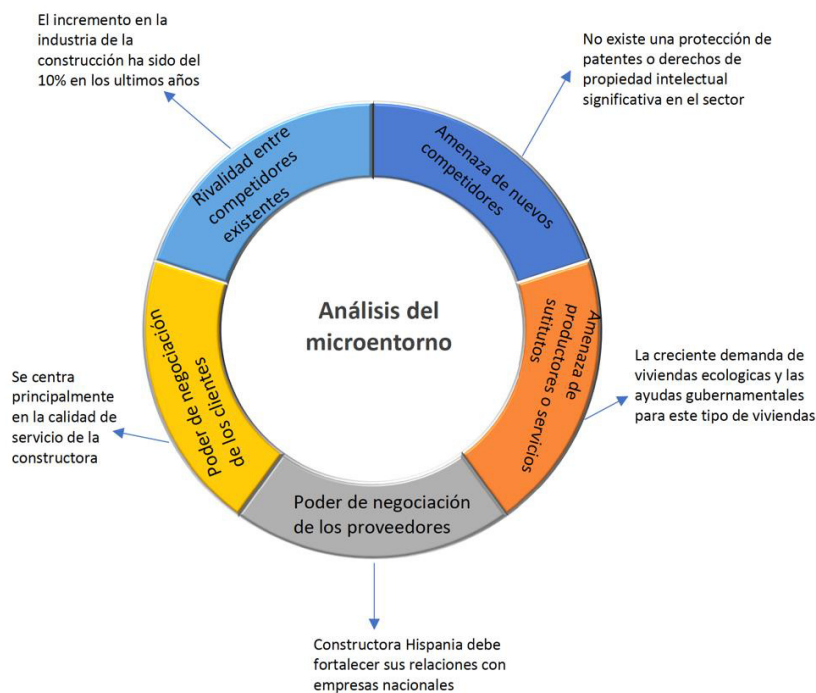 El incremento en la
industria de la
construcción ha sido del
10% en los ultimos años
No existe una protección de
patentes o derechos de
propiedad intelectual
significativa en el sector
Rivalidad entre
competidores
existentes
Amenaza de nuevos
competidores
Análisis del
microentorno
Amenaza de
productores o servicios
sutitutos
La creciente demanda de
viviendas ecologicas y las
ayudas gubernamentales
para este tipo de viviendas
Poder de negociación
de los clientes
Se centra
principalmente
en la calidad de
servicio de la
constructora
Poder de negociación
de los proveedores
Constructora Hispania debe
fortalecer sus relaciones con
empresas nacionales